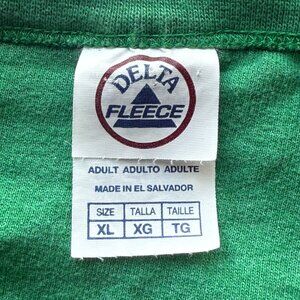 DELTA
FLEECE
ADULT ADULTO ADULTE
MADE IN EL SALVADOR
SIZE TALLA TAILLE
XL XG TG